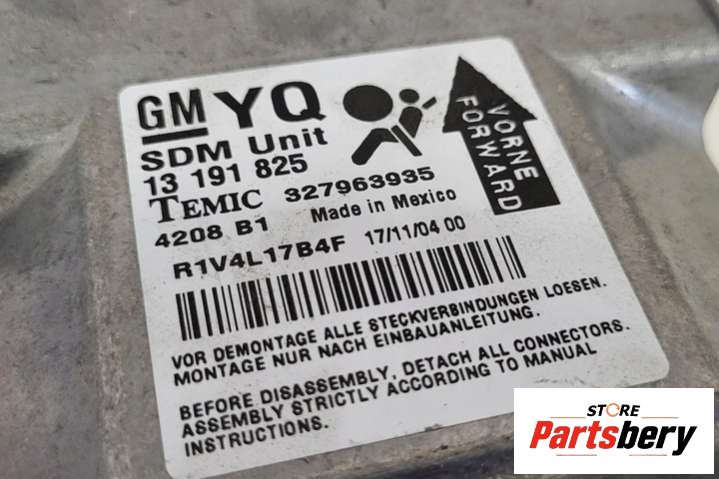 GM YQ
SDM Unit
13 191 825
TEMIC 327963935
4208 B1 Made in Mexico
R1V4L17B4F 17/11/04 00
VORNE
FORWARD
VOR DEMONTAGE ALLE STECKVERBINDUNGEN LOESEN.
MONTAGE NUR NACH EINBAUANLEITUNG.
BEFORE DISASSEMBLY, DETACH ALL CONNECTORS.
ASSEMBLY STRICTLY ACCORDING TO MANUAL
INSTRUCTIONS.
STORE
Partsbery